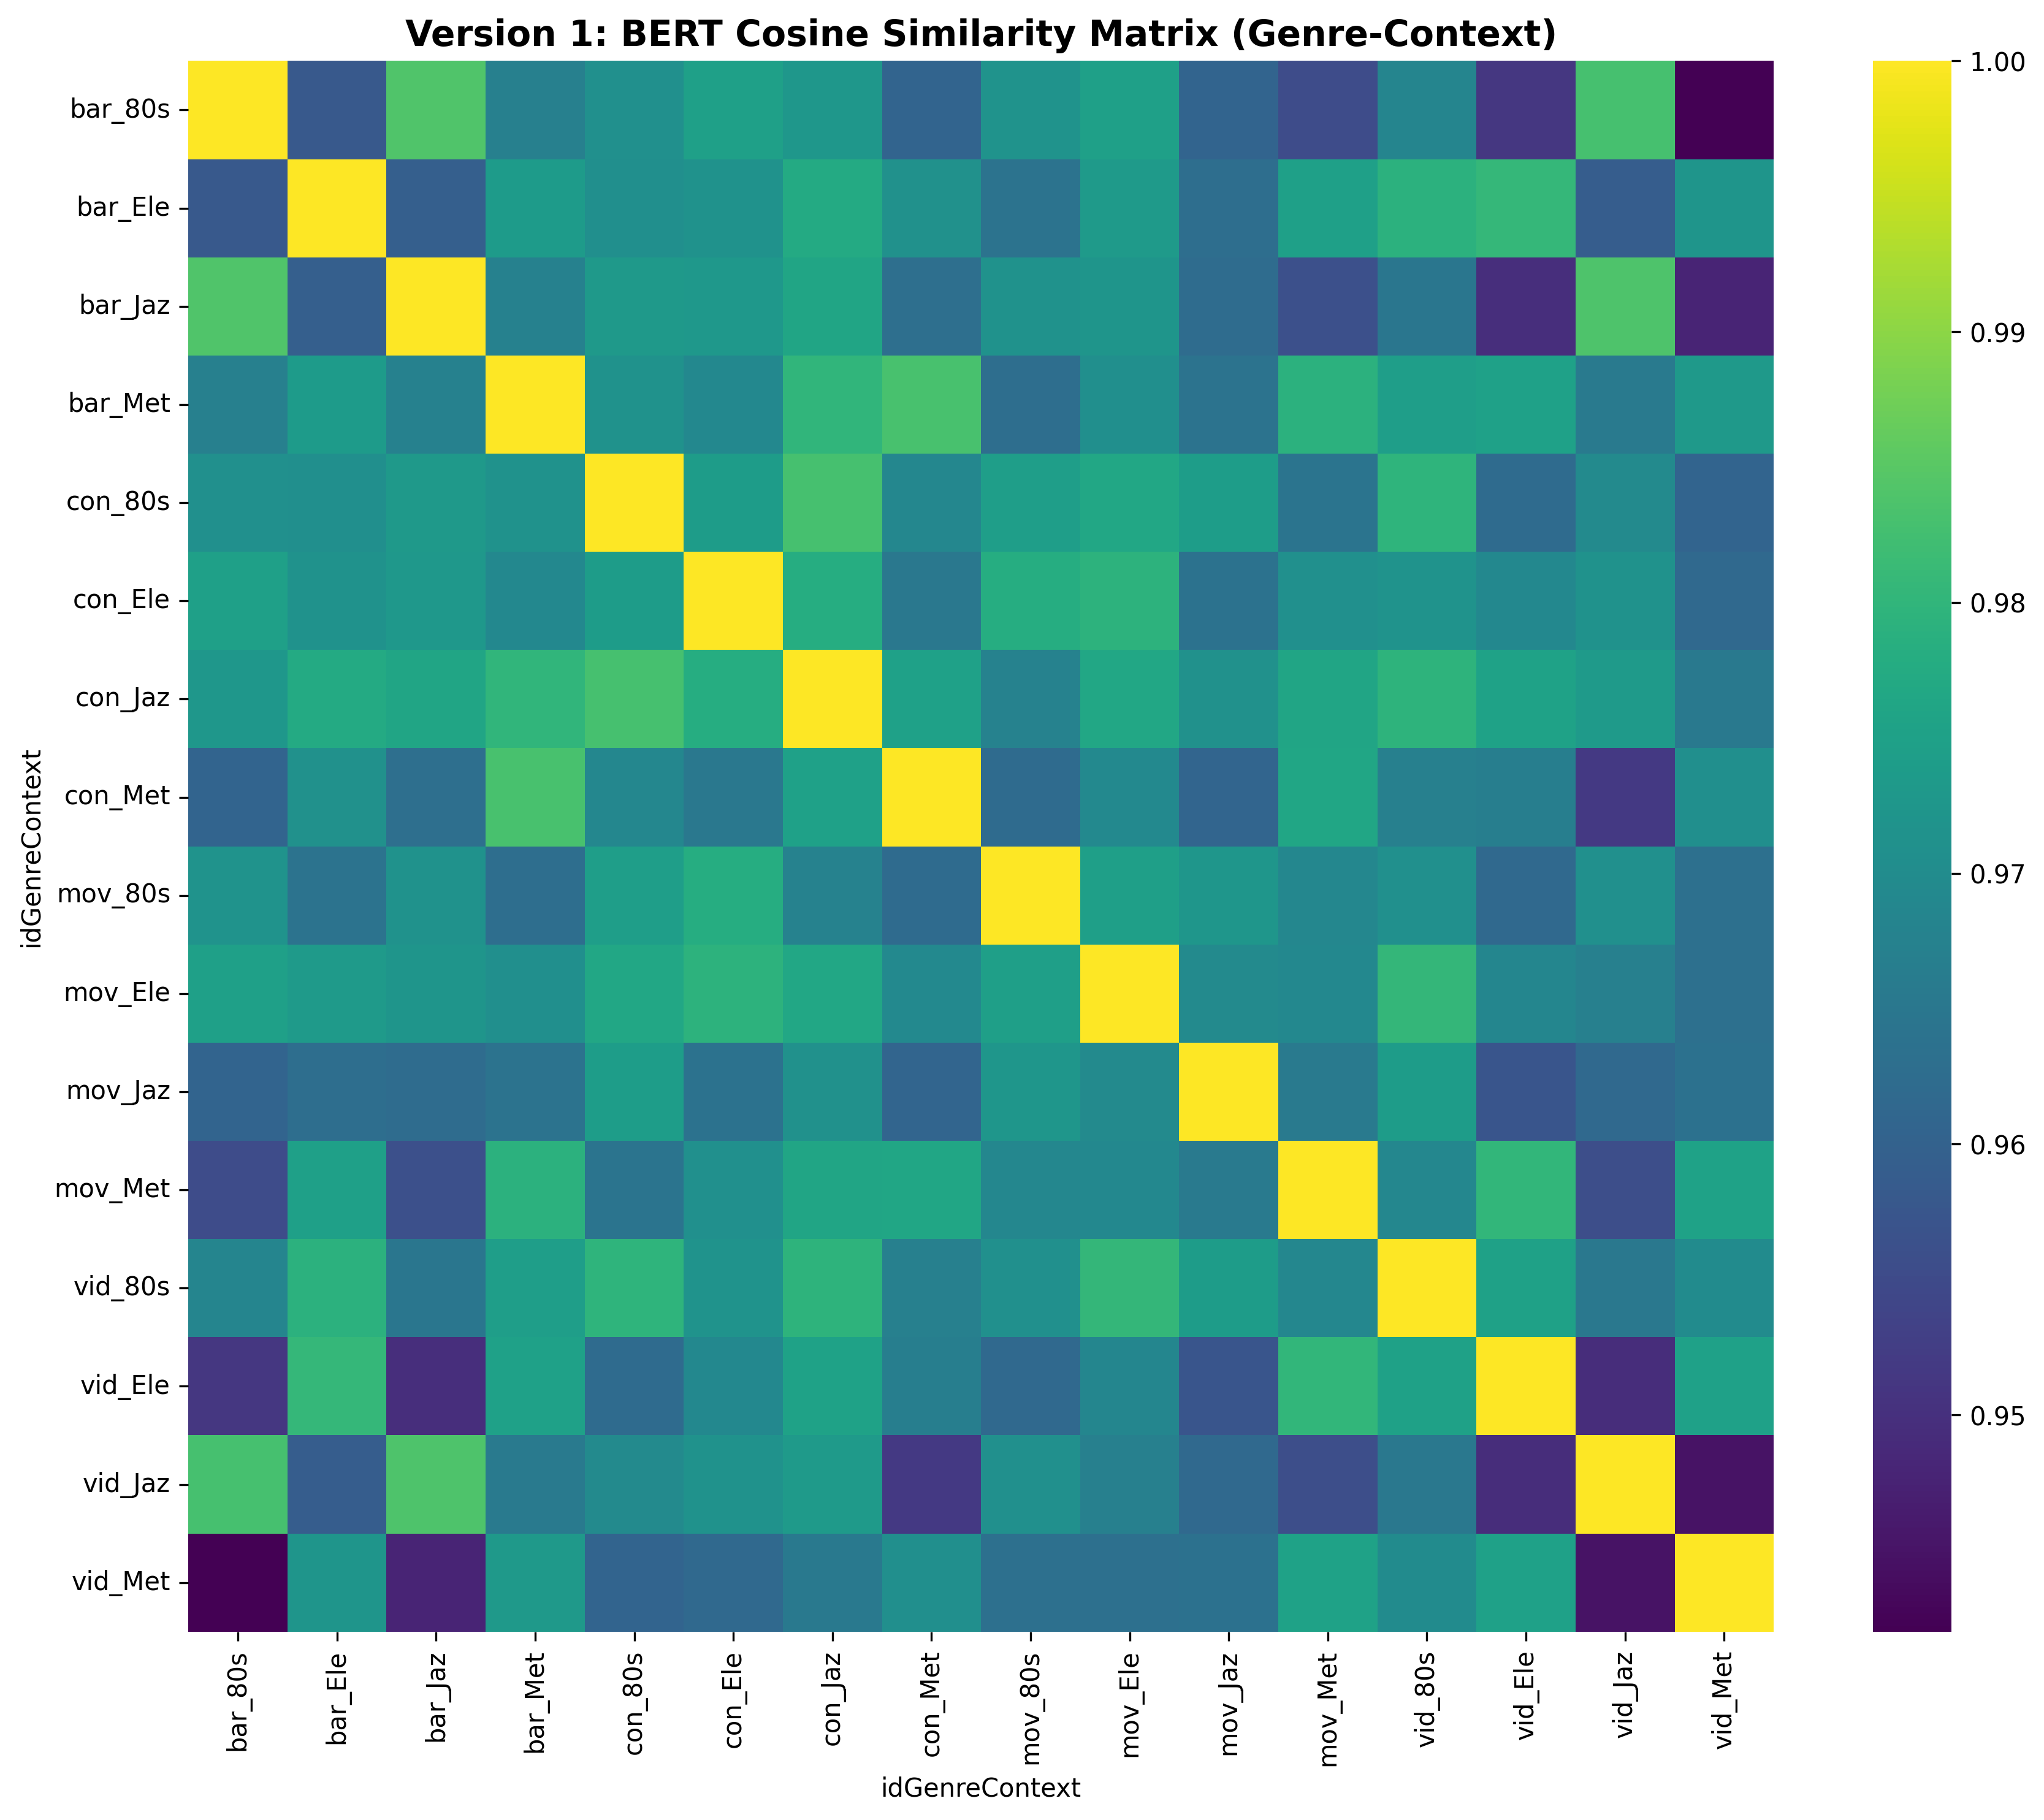 Version 1: BERT Cosine Similarity Matrix (Genre-Context)
bar_80s
bar_Ele
bar_Jaz
bar_Met
con_80s
con_Ele
con_Jaz
con_Met
mov_80s
mov_Ele
mov_Jaz
mov_Met
vid_80s
vid_Ele
vid_Jaz
vid_Met
idGenreContext
bar_80s
bar_Ele
bar_Jaz
bar_Met
con_80s
con_Ele
con_Jaz
con_Met
mov_80s
mov_Ele
mov_Jaz
mov_Met
vid_80s
vid_Ele
vid_Jaz
vid_Met
idGenreContext
1.00
0.99
0.98
0.97
0.96
0.95